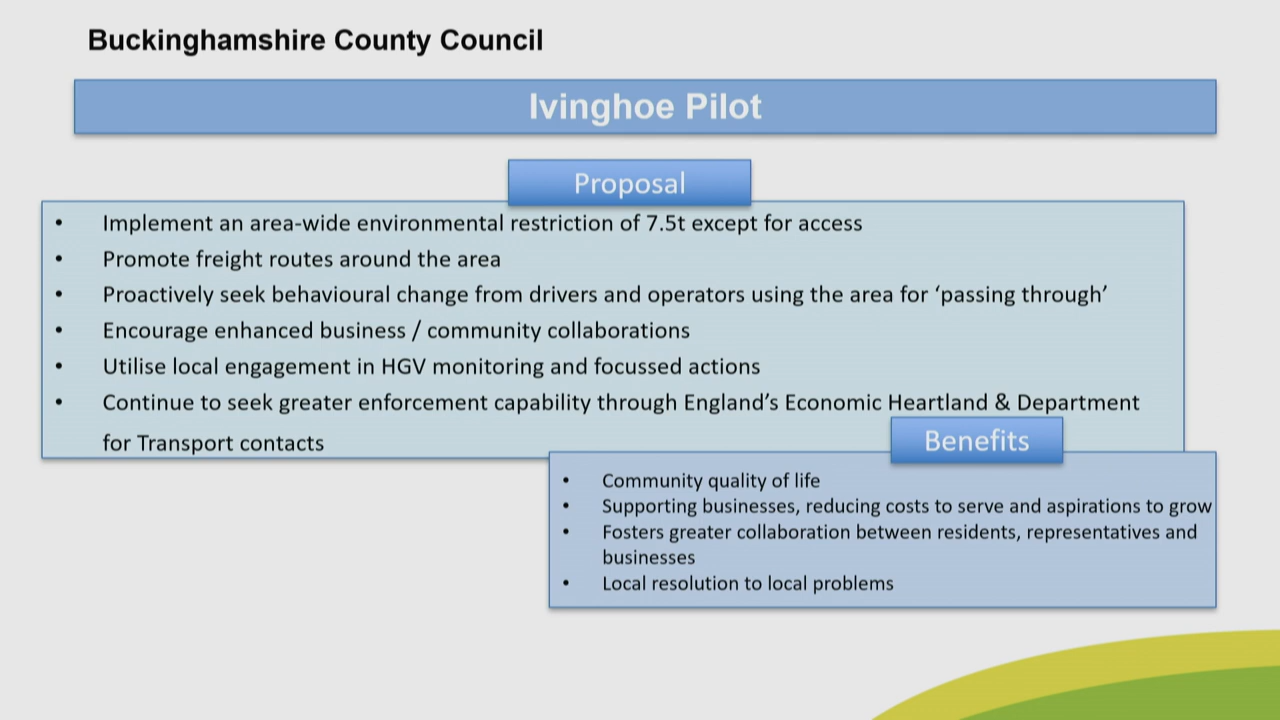 Buckinghamshire County Council
Ivinghoe Pilot
Proposal
• Implement an area-wide environmental restriction of 7.5t except for access
• Promote freight routes around the area
• Proactively seek behavioural change from drivers and operators using the area for ‘passing through’
• Encourage enhanced business / community collaborations
• Utilise local engagement in HGV monitoring and focussed actions
• Continue to seek greater enforcement capability through England’s Economic Heartland & Department
for Transport contacts
Benefits
• Community quality of life
• Supporting businesses, reducing costs to serve and aspirations to grow
• Fosters greater collaboration between residents, representatives and
businesses
• Local resolution to local problems